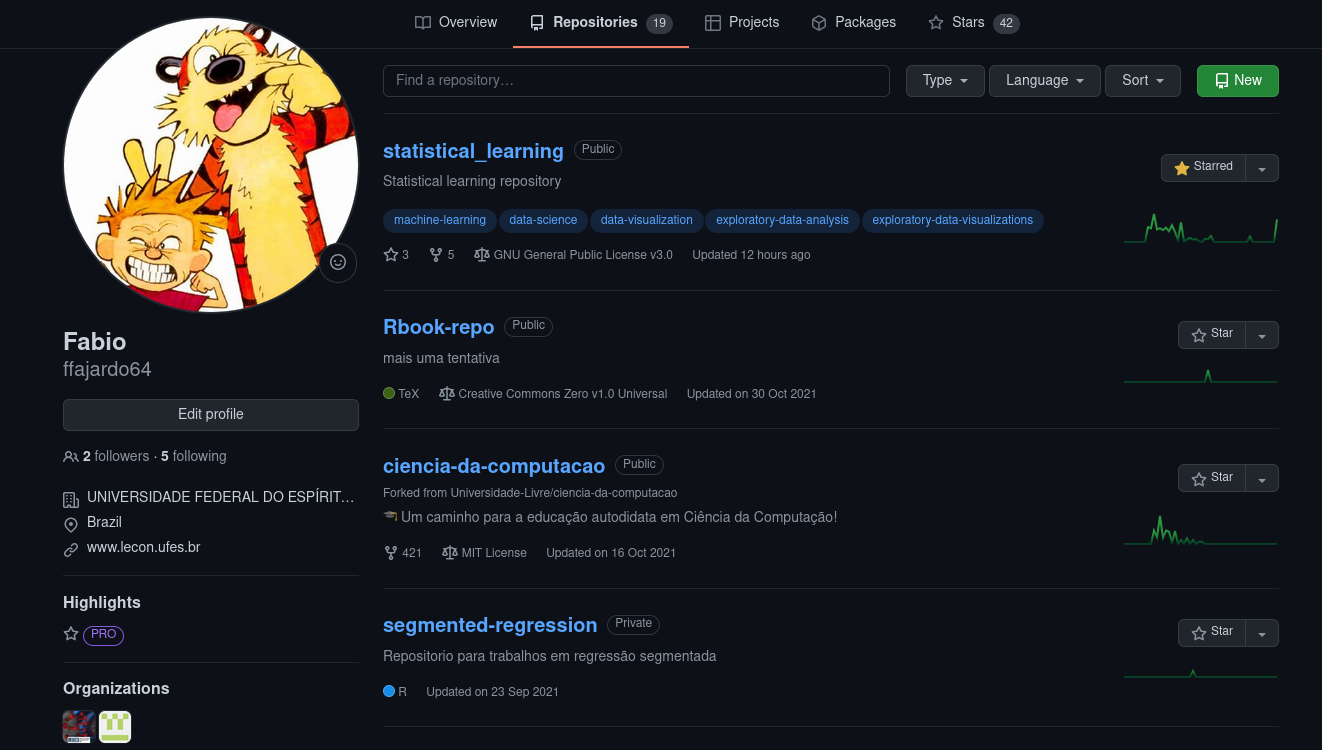 Overview Repositories 19 Projects Packages Stars 42
Find a repository… Type Language Sort New
statistical_learning Public
Starred
Statistical learning repository
machine-learning data-science data-visualization exploratory-data-analysis exploratory-data-visualizations
3 5 GNU General Public License v3.0 Updated 12 hours ago
Rbook-repo Public
Star
mais uma tentativa
TeX Creative Commons Zero v1.0 Universal Updated on 30 Oct 2021
ciencia-da-computacao Public
Star
Forked from Universidade-Livre/ciencia-da-computacao
Um caminho para a educação autodidata em Ciência da Computação!
421 MIT License Updated on 16 Oct 2021
segmented-regression Private
Star
Repositorio para trabalhos em regressão segmentada
R Updated on 23 Sep 2021
Fabio
ffajardo64
Edit profile
2 followers · 5 following
UNIVERSIDADE FEDERAL DO ESPÍRIT…
Brazil
www.lecon.ufes.br
Highlights
PRO
Organizations